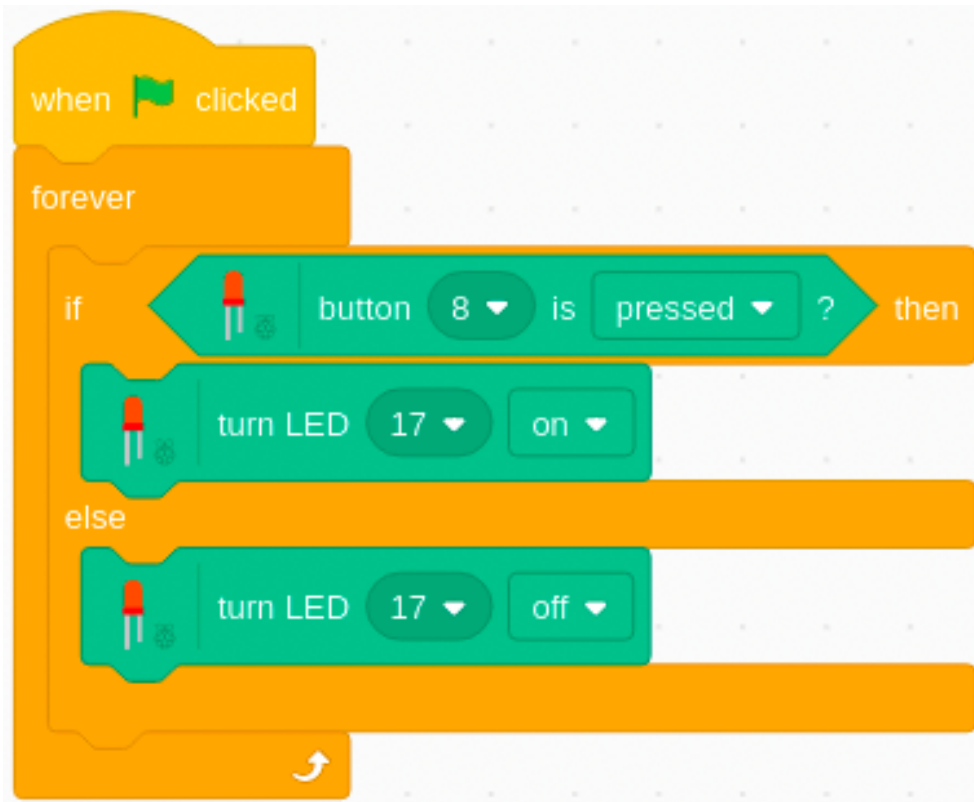 when clicked
forever
if button 8 is pressed ? then
turn LED 17 on
else
turn LED 17 off